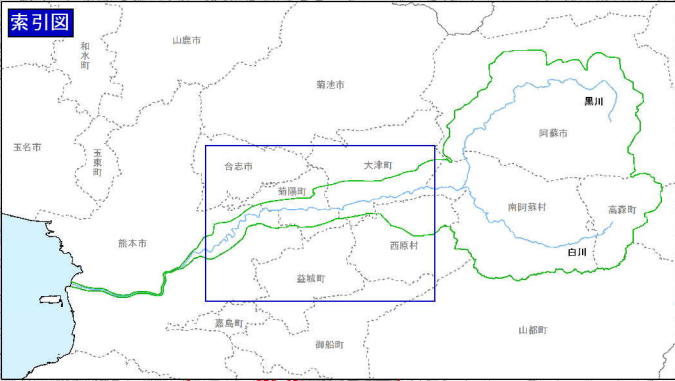 索引図
山鹿市
和水町
菊池市
黒川
阿蘇市
玉名市
玉東町
合志市
大津町
菊陽町
南阿蘇村
高森町
熊本市
西原村
白川
益城町
嘉島町
山都町
御船町